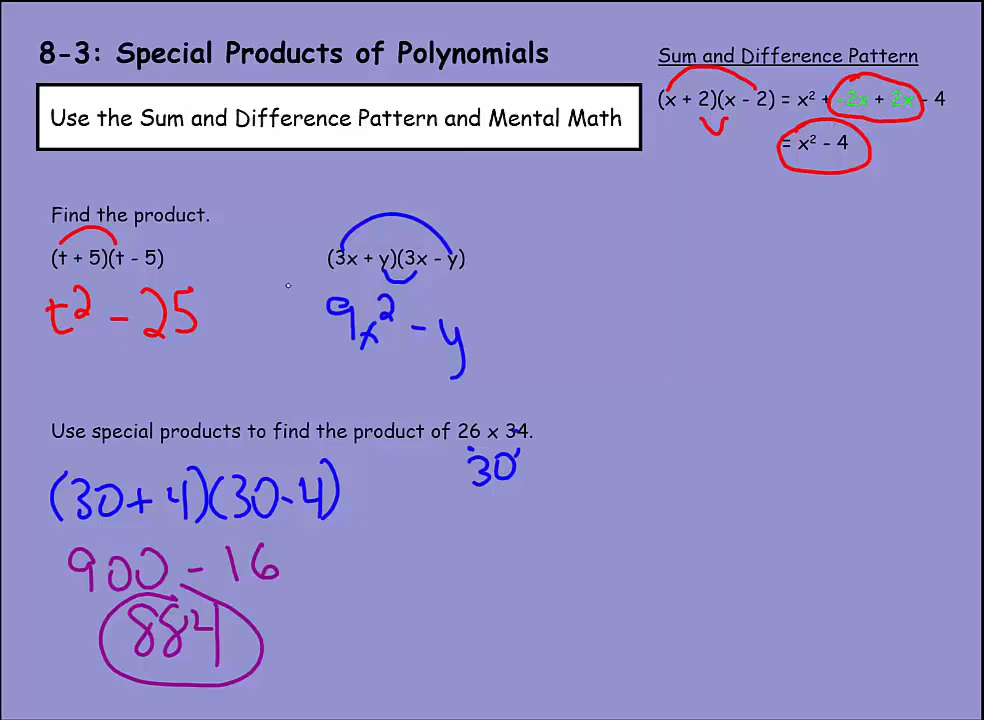 8-3: Special Products of Polynomials
Use the Sum and Difference Pattern and Mental Math
Sum and Difference Pattern
(x + 2)(x - 2) = x² + -2x + 2x - 4
= x² - 4
Find the product.
(t + 5)(t - 5)
t² - 25
(3x + y)(3x - y)
9x² - y
Use special products to find the product of 26 x 34.
30
(30+4)(30-4)
900 - 16
884